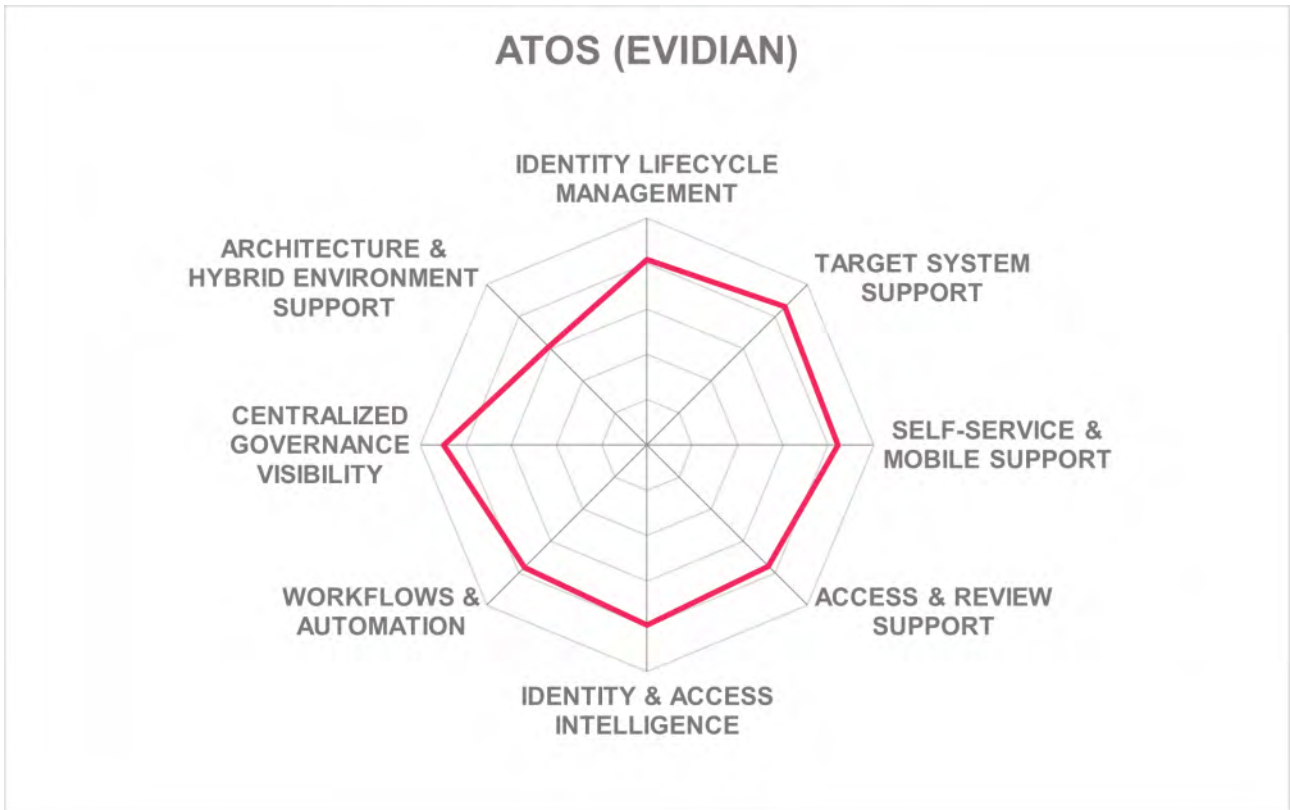 ATOS (EVIDIAN)
IDENTITY LIFECYCLE
MANAGEMENT
TARGET SYSTEM
SUPPORT
SELF-SERVICE &
MOBILE SUPPORT
ACCESS & REVIEW
SUPPORT
IDENTITY & ACCESS
INTELLIGENCE
WORKFLOWS &
AUTOMATION
CENTRALIZED
GOVERNANCE
VISIBILITY
ARCHITECTURE &
HYBRID ENVIRONMENT
SUPPORT